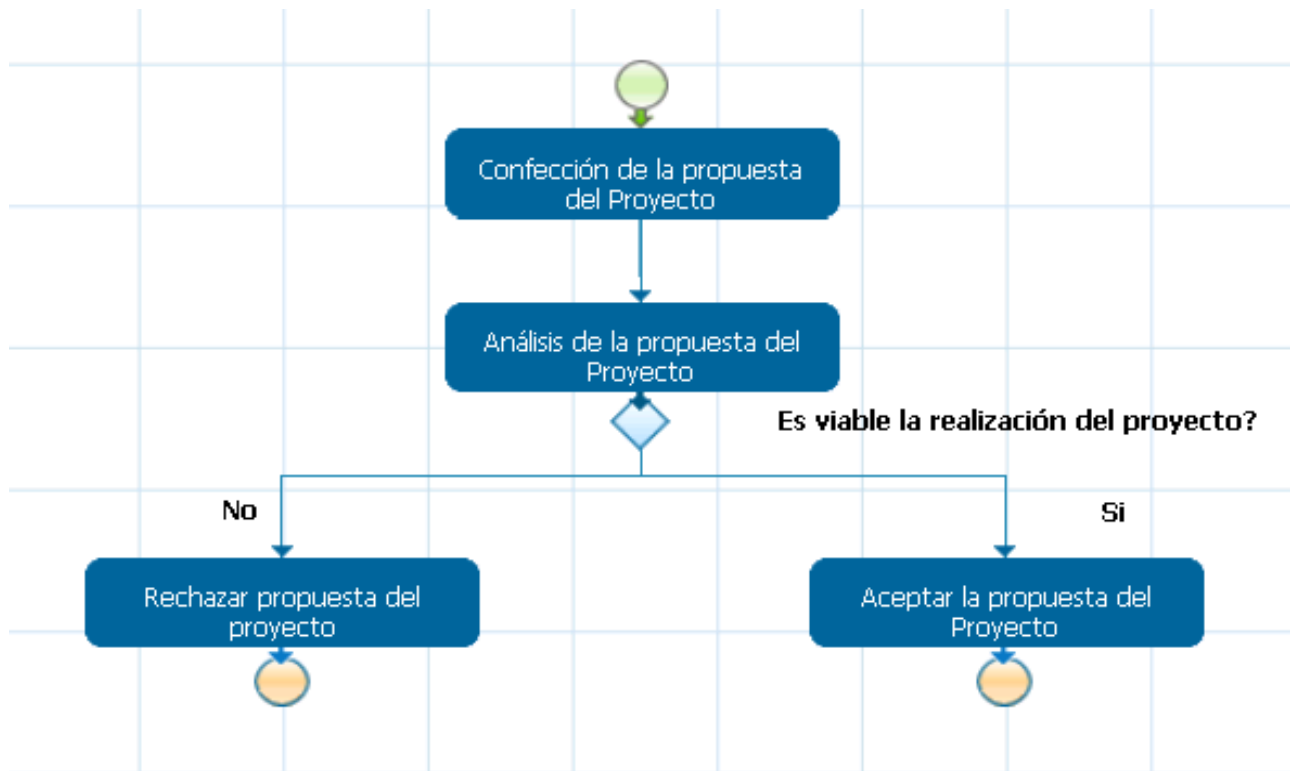 Confección de la propuesta
del Proyecto
Análisis de la propuesta del
Proyecto
Es viable la realización del proyecto?
No
Si
Rechazar propuesta del
proyecto
Aceptar la propuesta del
Proyecto